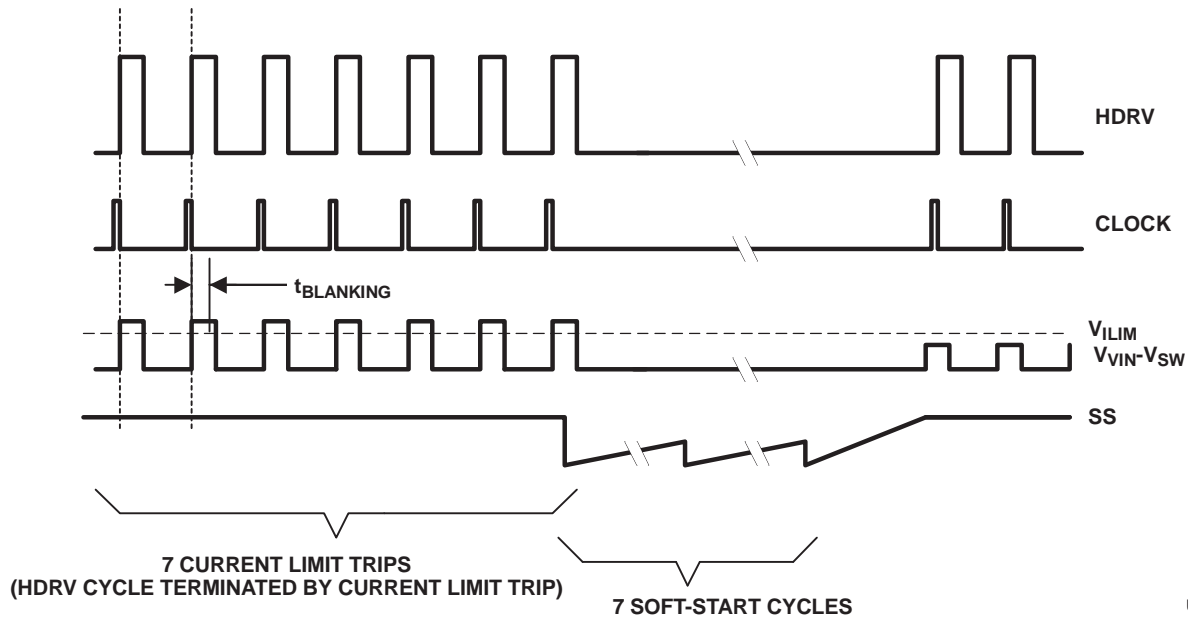 HDRV
CLOCK
tBLANKING
VILIM
VVIN-VSW
SS
7 CURRENT LIMIT TRIPS
(HDRV CYCLE TERMINATED BY CURRENT LIMIT TRIP)
7 SOFT-START CYCLES